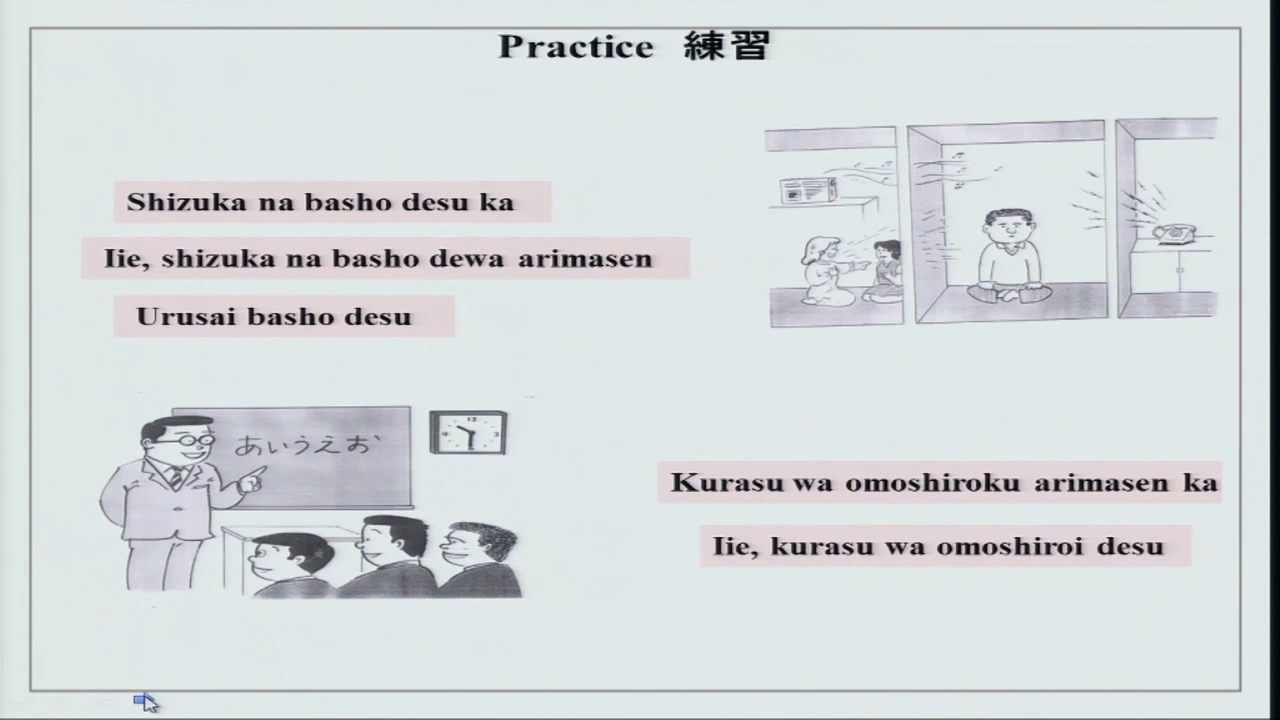 Practice 練習
Shizuka na basho desu ka
Iie, shizuka na basho dewa arimasen
Urusai basho desu
あいうえお
12
Kurasu wa omoshiroku arimasen ka
Iie, kurasu wa omoshiroi desu